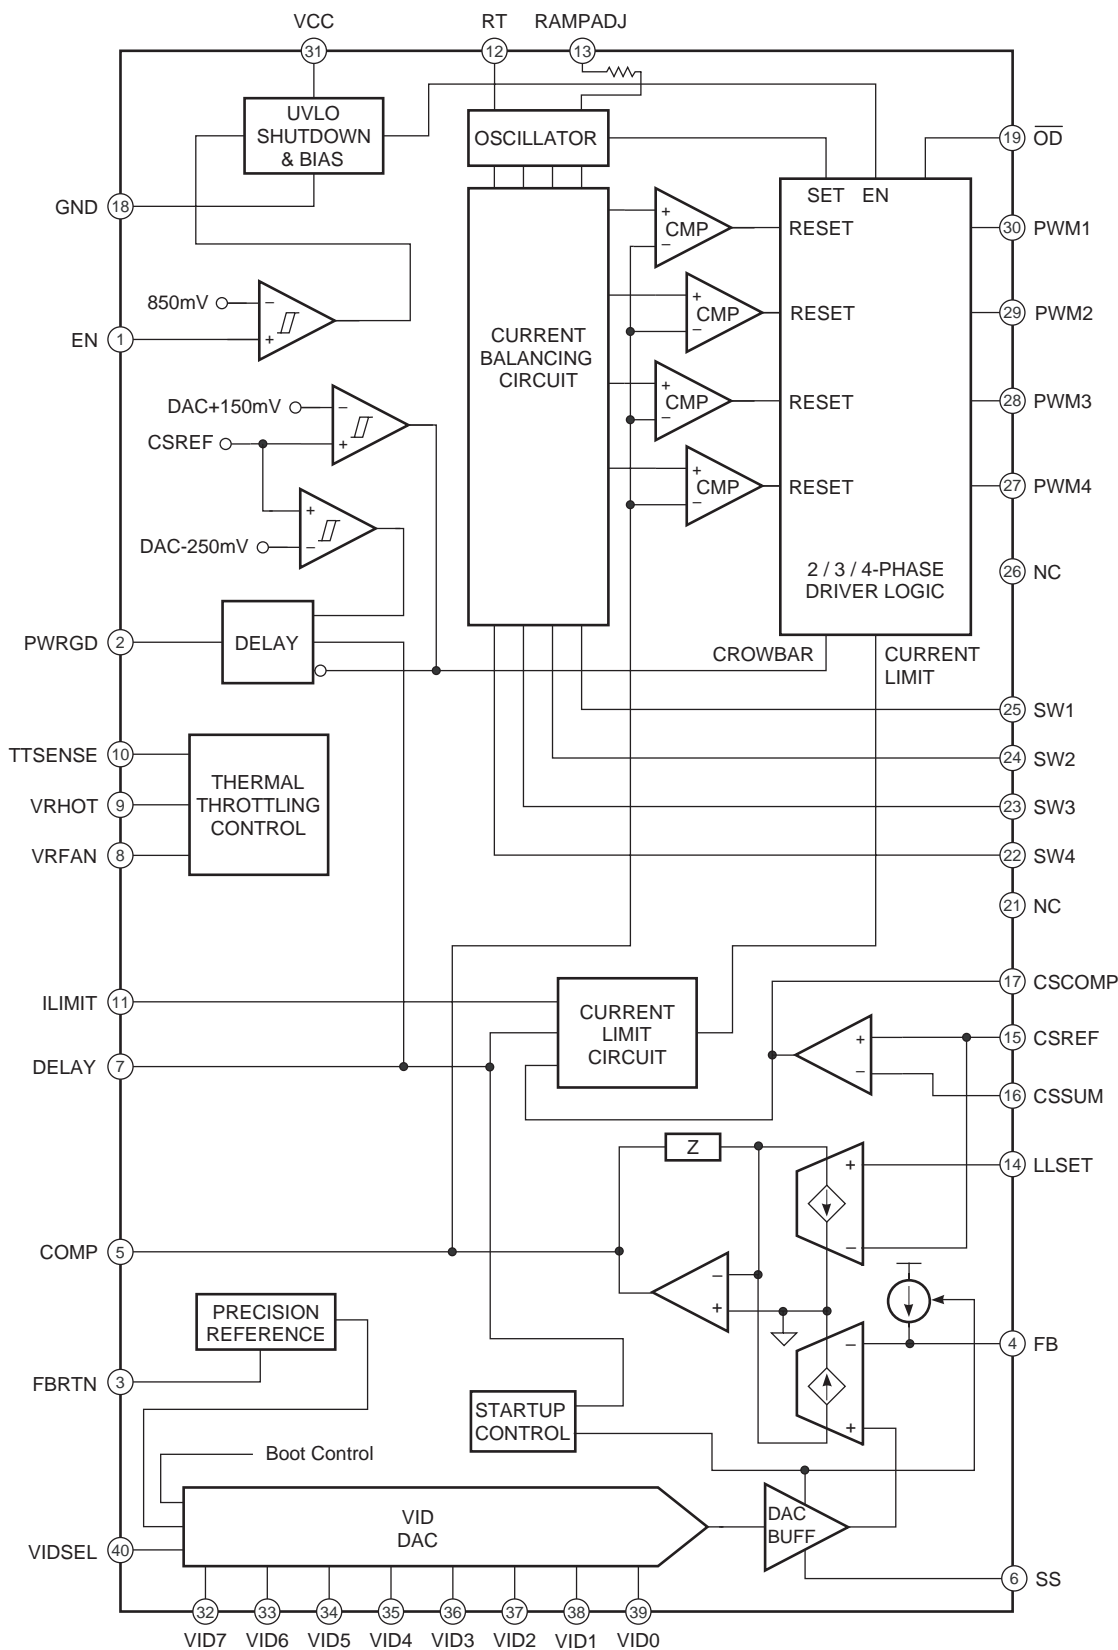 VCC
RT
RAMPADJ
31
12
13
UVLO
SHUTDOWN
& BIAS
OSCILLATOR
19
OD
GND
18
SET EN
+
CMP
−
RESET
30
PWM1
850mV
−
+
EN
1
+
CMP
−
RESET
29
PWM2
CURRENT
BALANCING
CIRCUIT
DAC+150mV
−
CSREF
+
+
CMP
−
RESET
28
PWM3
+
CMP
−
RESET
27
PWM4
+
DAC-250mV
−
2 / 3 / 4-PHASE
DRIVER LOGIC
26
NC
PWRGD
2
DELAY
CROWBAR
CURRENT
LIMIT
25
SW1
TTSENSE
10
24
SW2
THERMAL
THROTTLING
CONTROL
VRHOT
9
23
SW3
VRFAN
8
22
SW4
21
NC
ILIMIT
11
CURRENT
LIMIT
CIRCUIT
17
CSCOMP
+
−
15
CSREF
DELAY
7
16
CSSUM
Z
+
−
14
LLSET
COMP
5
−
+
PRECISION
REFERENCE
−
+
4
FB
FBRTN
3
STARTUP
CONTROL
Boot Control
VID
DAC
DAC
BUFF
VIDSEL
40
6
SS
32
33
34
35
36
37
38
39
VID7
VID6
VID5
VID4
VID3
VID2
VID1
VID0